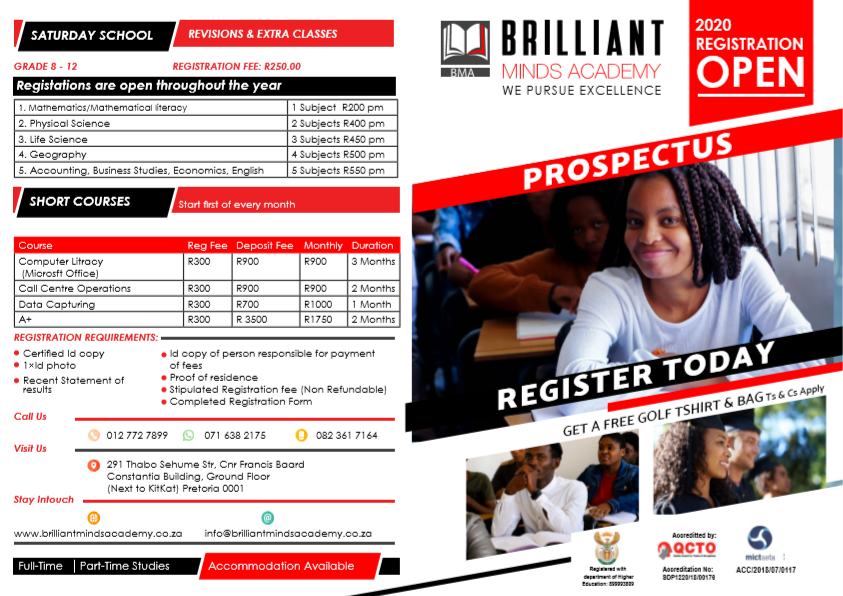 SATURDAY SCHOOL
REVISIONS & EXTRA CLASSES
GRADE 8 - 12
REGISTRATION FEE: R250.00
Registations are open throughout the year
1. Mathematics/Mathematical literacy 1 Subject R200 pm
2. Physical Science 2 Subjects R400 pm
3. Life Science 3 Subjects R450 pm
4. Geography 4 Subjects R500 pm
5. Accounting, Business Studies, Economics, English 5 Subjects R550 pm
SHORT COURSES
Start first of every month
Course Reg Fee Deposit Fee Monthly Duration
Computer Litracy R300 R900 R900 3 Months
(Microsft Office)
Call Centre Operations R300 R900 R900 2 Months
Data Capturing R300 R700 R1000 1 Month
A+ R300 R 3500 R1750 2 Months
REGISTRATION REQUIREMENTS:
Certified Id copy
1×Id photo
Recent Statement of
results
Id copy of person responsible for payment
of fees
Proof of residence
Stipulated Registration fee (Non Refundable)
Completed Registration Form
Call Us
012 772 7899 071 638 2175 082 361 7164
Visit Us
291 Thabo Sehume Str, Cnr Francis Baard
Constantia Building, Ground Floor
(Next to KitKat) Pretoria 0001
Stay Intouch
www.brilliantmindsacademy.co.za info@brilliantmindsacademy.co.za
Full-Time | Part-Time Studies
Accommodation Available
BMA
BRILLIANT
MINDS ACADEMY
WE PURSUE EXCELLENCE
2020
REGISTRATION
OPEN
PROSPECTUS
REGISTER TODAY
GET A FREE GOLF TSHIRT & BAG Ts & Cs Apply
Registered with
department of Higher
Education: 899993889
Accreditted by:
QCTO
Accreditation No:
SDP1220/18/00176
mictseta
ACC/2018/07/0117